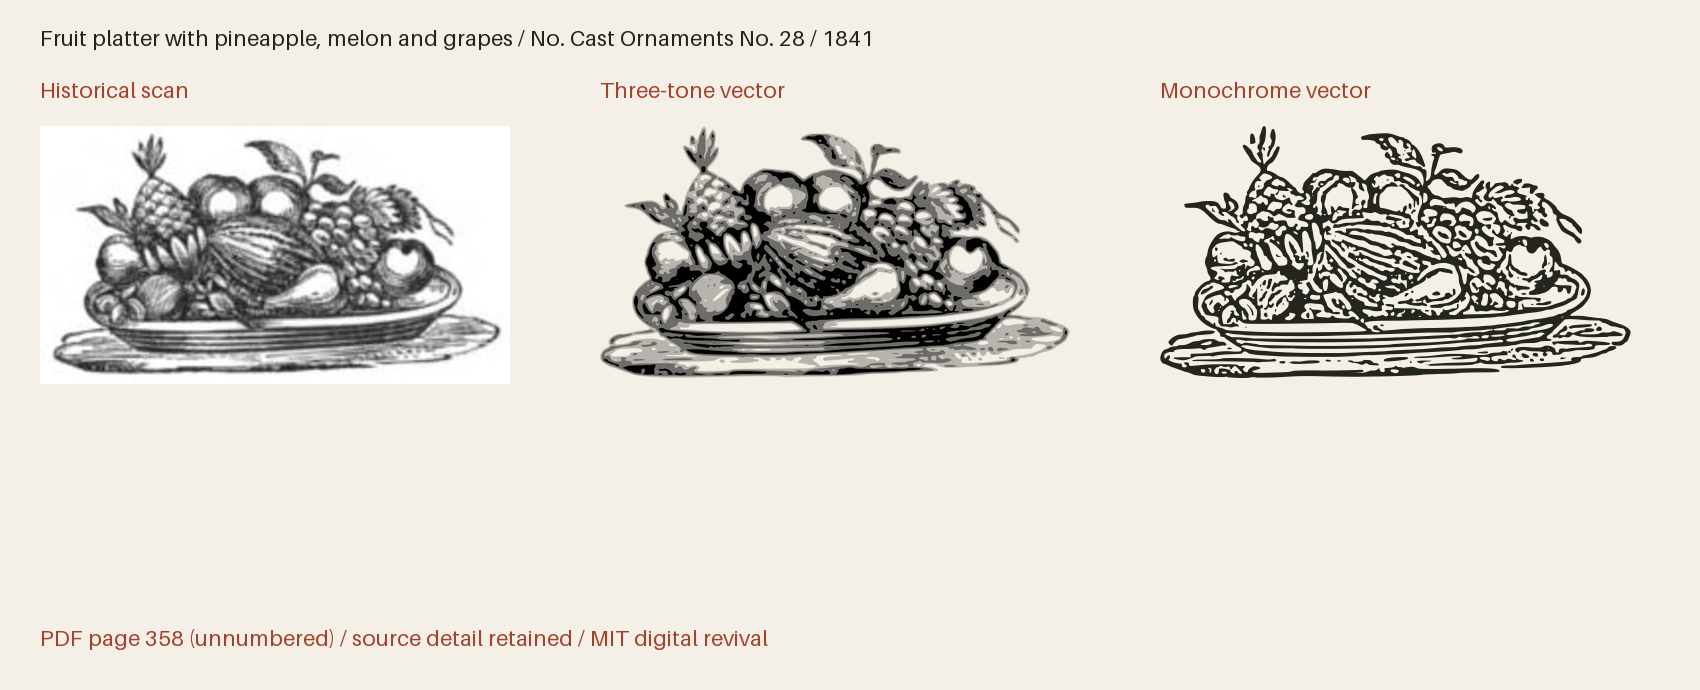 Fruit platter with pineapple, melon and grapes / No. Cast Ornaments No. 28 / 1841
Historical scan
Three-tone vector
Monochrome vector
PDF page 358 (unnumbered) / source detail retained / MIT digital revival